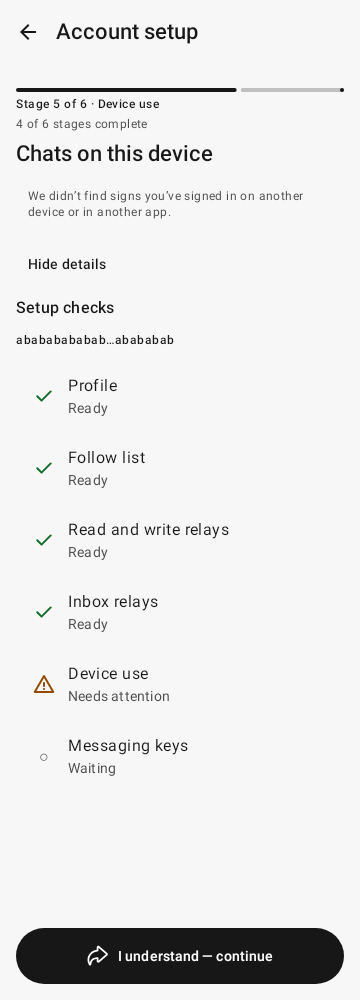 Account setup
Stage 5 of 6 · Device use
4 of 6 stages complete
Chats on this device
We didn’t find signs you’ve signed in on another
device or in another app.
Hide details
Setup checks
abababababab…abababab
Profile
Ready
Follow list
Ready
Read and write relays
Ready
Inbox relays
Ready
Device use
Needs attention
Messaging keys
Waiting
I understand — continue